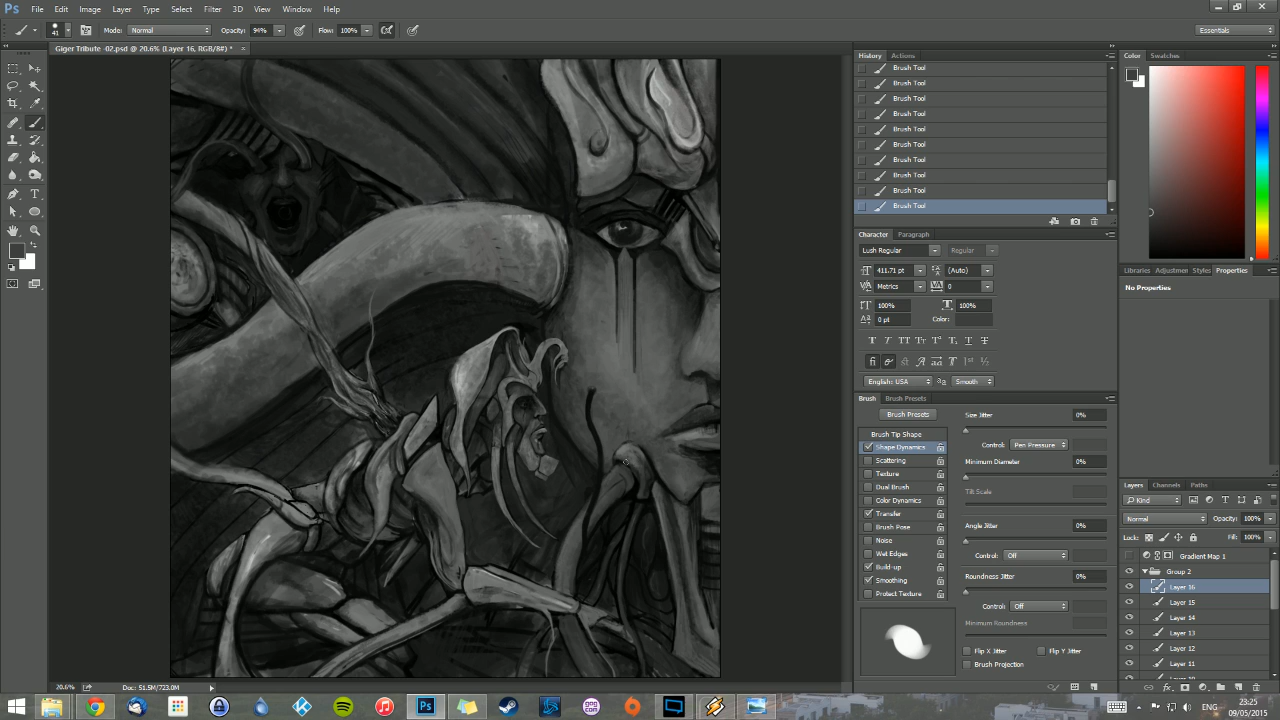 Ps File Edit Image Layer Type Select Filter 3D View Window Help
41 Mode: Normal Opacity: 94% Flow: 100% Essentials
Giger Tribute -02.psd @ 20.6% (Layer 16, RGB/8#) * ×
History Actions
Brush Tool
Brush Tool
Brush Tool
Brush Tool
Brush Tool
Brush Tool
Brush Tool
Brush Tool
Brush Tool
Brush Tool
Character Paragraph
Lush Regular Regular
411.71 pt (Auto)
Metrics 0
100% 100%
0 pt Color:
English: USA aa Smooth
Brush Brush Presets
Brush Presets
Brush Tip Shape
Shape Dynamics
Scattering
Texture
Dual Brush
Color Dynamics
Transfer
Brush Pose
Noise
Wet Edges
Build-up
Smoothing
Protect Texture
Size Jitter 0%
Control: Pen Pressure
Minimum Diameter 0%
Tilt Scale
Angle Jitter 0%
Control: Off
Roundness Jitter 0%
Control: Off
Minimum Roundness
Flip X Jitter Flip Y Jitter
Brush Projection
Color Swatches
Libraries Adjustmen Styles Properties
No Properties
Layers Channels Paths
Kind
Normal Opacity: 100%
Lock: Fill: 100%
Gradient Map 1
Group 2
Layer 16
Layer 15
Layer 14
Layer 13
Layer 12
Layer 11
20.6% Doc: 51.5M/723.0M
Ps gog.com ENG 23:25
09/05/2015